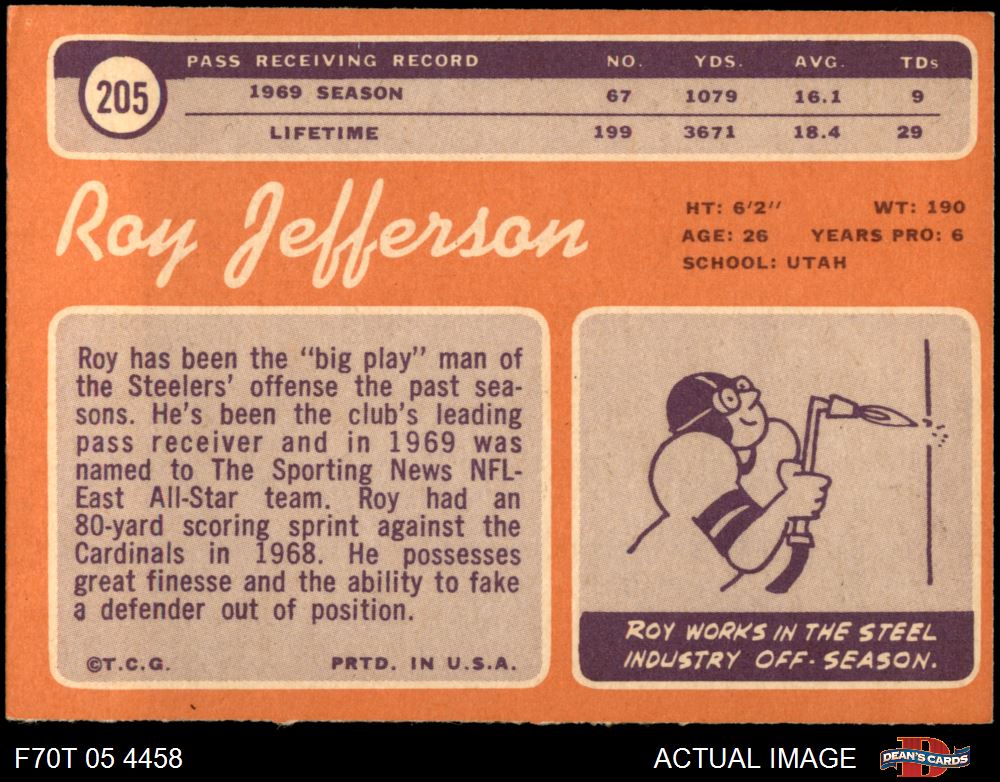 205
PASS RECEIVING RECORD NO. YDS. AVG. TDs
1969 SEASON 67 1079 16.1 9
LIFETIME 199 3671 18.4 29
Roy Jefferson
HT: 6'2" WT: 190
AGE: 26 YEARS PRO: 6
SCHOOL: UTAH
Roy has been the "big play" man of
the Steelers' offense the past sea-
sons. He's been the club's leading
pass receiver and in 1969 was
named to The Sporting News NFL-
East All-Star team. Roy had an
80-yard scoring sprint against the
Cardinals in 1968. He possesses
great finesse and the ability to fake
a defender out of position.
©T.C.G. PRTD. IN U.S.A.
ROY WORKS IN THE STEEL
INDUSTRY OFF-SEASON.
F70T 05 4458 ACTUAL IMAGE
D
DEAN'S CARDS